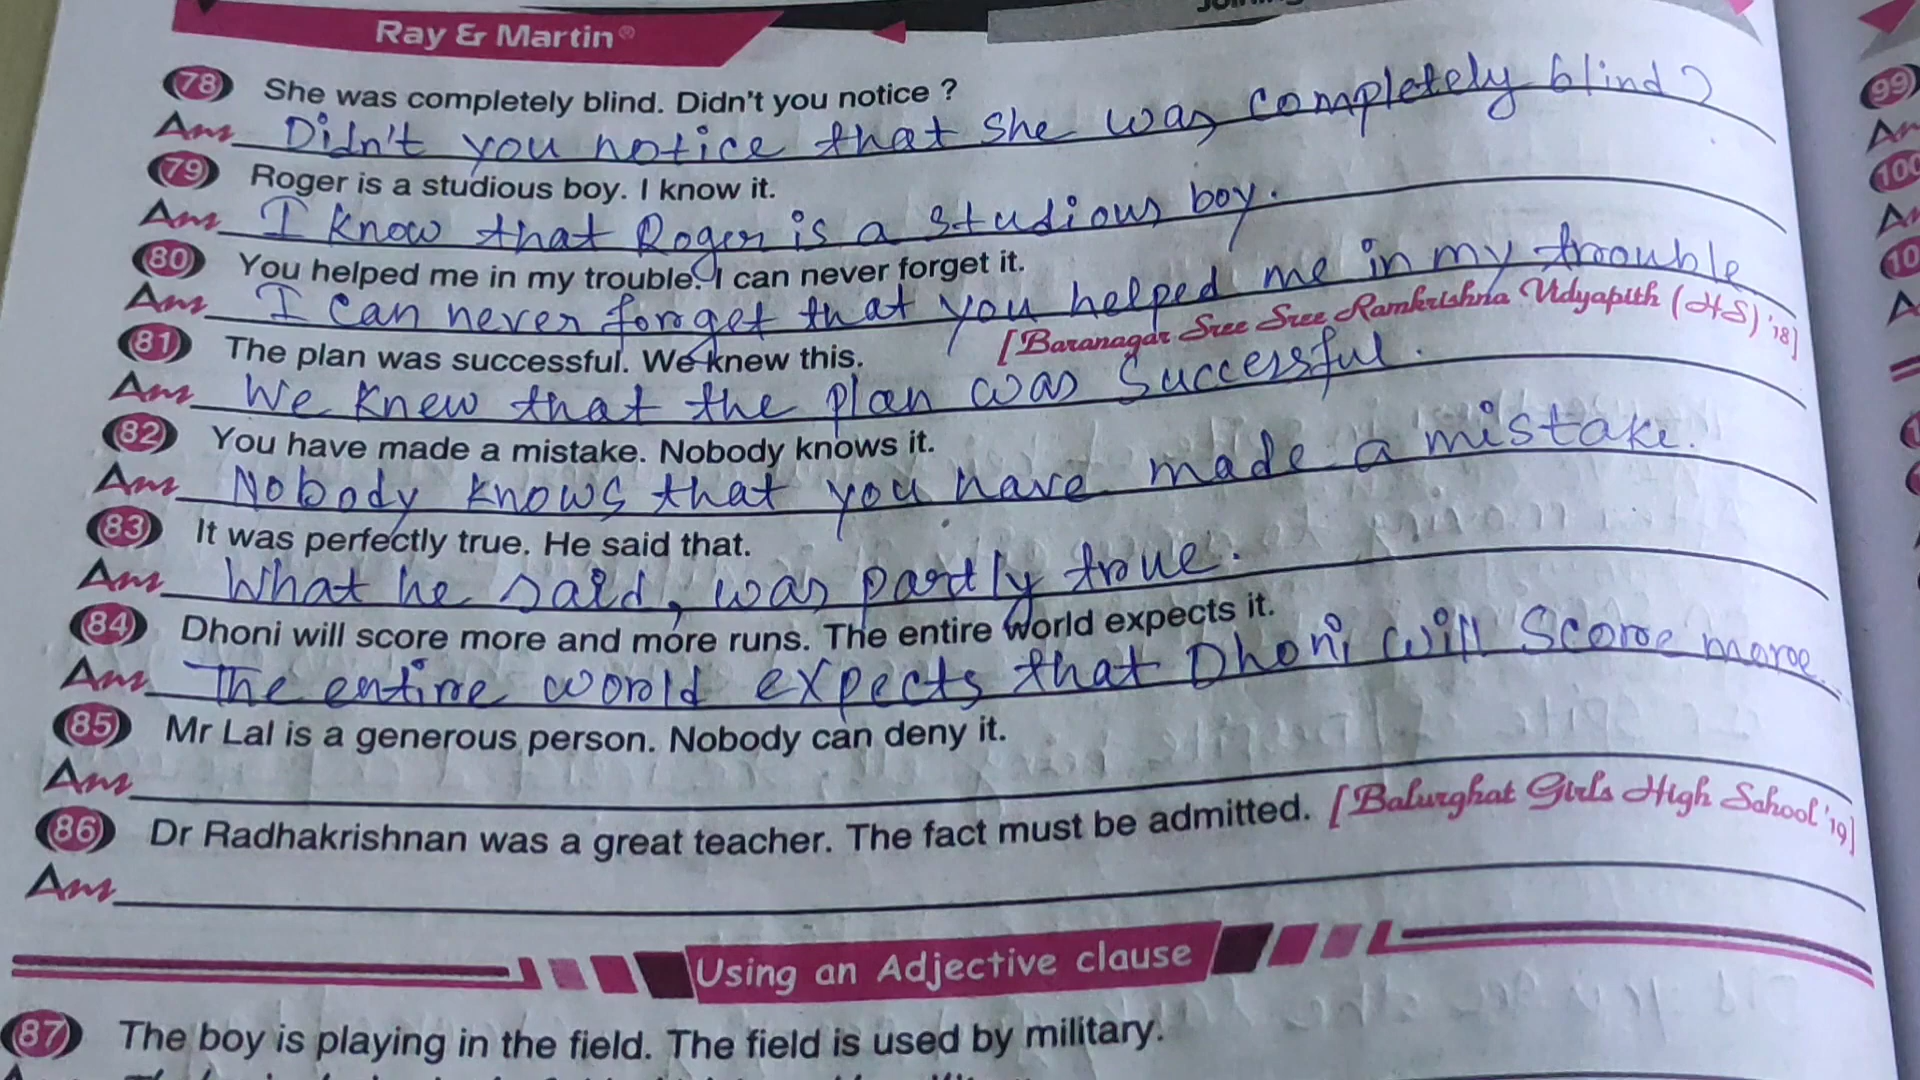 Ray & Martin®
78 She was completely blind. Didn't you notice ?
Ans Didn't you notice that she was completely blind?
79 Roger is a studious boy. I know it.
Ans I know that Roger is a studious boy.
80 You helped me in my trouble. I can never forget it.
Ans I can never forget that you helped me in my trouble
[Baranagar Sree Sree Ramkrishna Vidyapith (HS) '18]
81 The plan was successful. We knew this.
Ans We knew that the plan was successful.
82 You have made a mistake. Nobody knows it.
Ans Nobody knows that you have made a mistake.
83 It was perfectly true. He said that.
Ans What he said, was partly true.
84 Dhoni will score more and more runs. The entire world expects it.
Ans The entire world expects that Dhoni will score more..
85 Mr Lal is a generous person. Nobody can deny it.
Ans
86 Dr Radhakrishnan was a great teacher. The fact must be admitted. [Balurghat Girls High School '19]
Ans
Using an Adjective clause
87 The boy is playing in the field. The field is used by military.
99
100